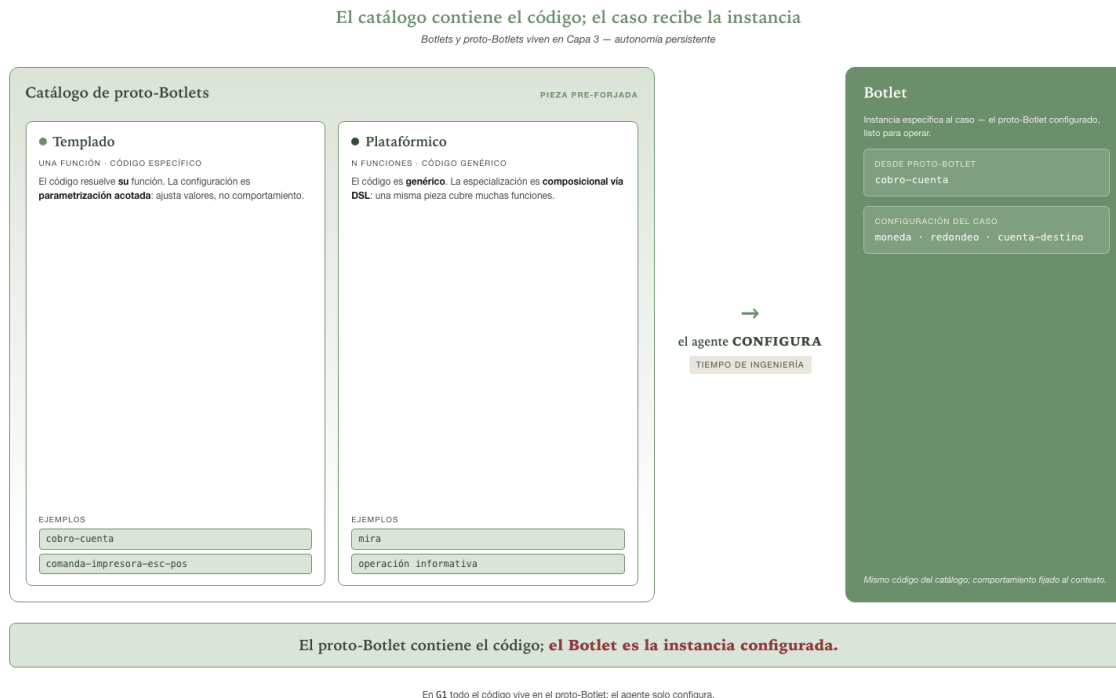 El catálogo contiene el código; el caso recibe la instancia
Botlets y proto-Botlets viven en Capa 3 — autonomía persistente
Catálogo de proto-Botlets
PIEZA PRE-FORJADA
Templado
UNA FUNCIÓN · CÓDIGO ESPECÍFICO
El código resuelve su función. La configuración es
parametrización acotada: ajusta valores, no comportamiento.
EJEMPLOS
cobro-cuenta
comanda-impresora-esc-pos
Platafórmico
N FUNCIONES · CÓDIGO GENÉRICO
El código es genérico. La especialización es composicional vía
DSL: una misma pieza cubre muchas funciones.
EJEMPLOS
mira
operación informativa
→
el agente CONFIGURA
TIEMPO DE INGENIERÍA
Botlet
Instancia específica al caso — el proto-Botlet configurado,
listo para operar.
DESDE PROTO-BOTLET
cobro-cuenta
CONFIGURACIÓN DEL CASO
moneda · redondeo · cuenta-destino
Mismo código del catálogo; comportamiento fijado al contexto.
El proto-Botlet contiene el código; el Botlet es la instancia configurada.
En G1 todo el código vive en el proto-Botlet; el agente solo configura.